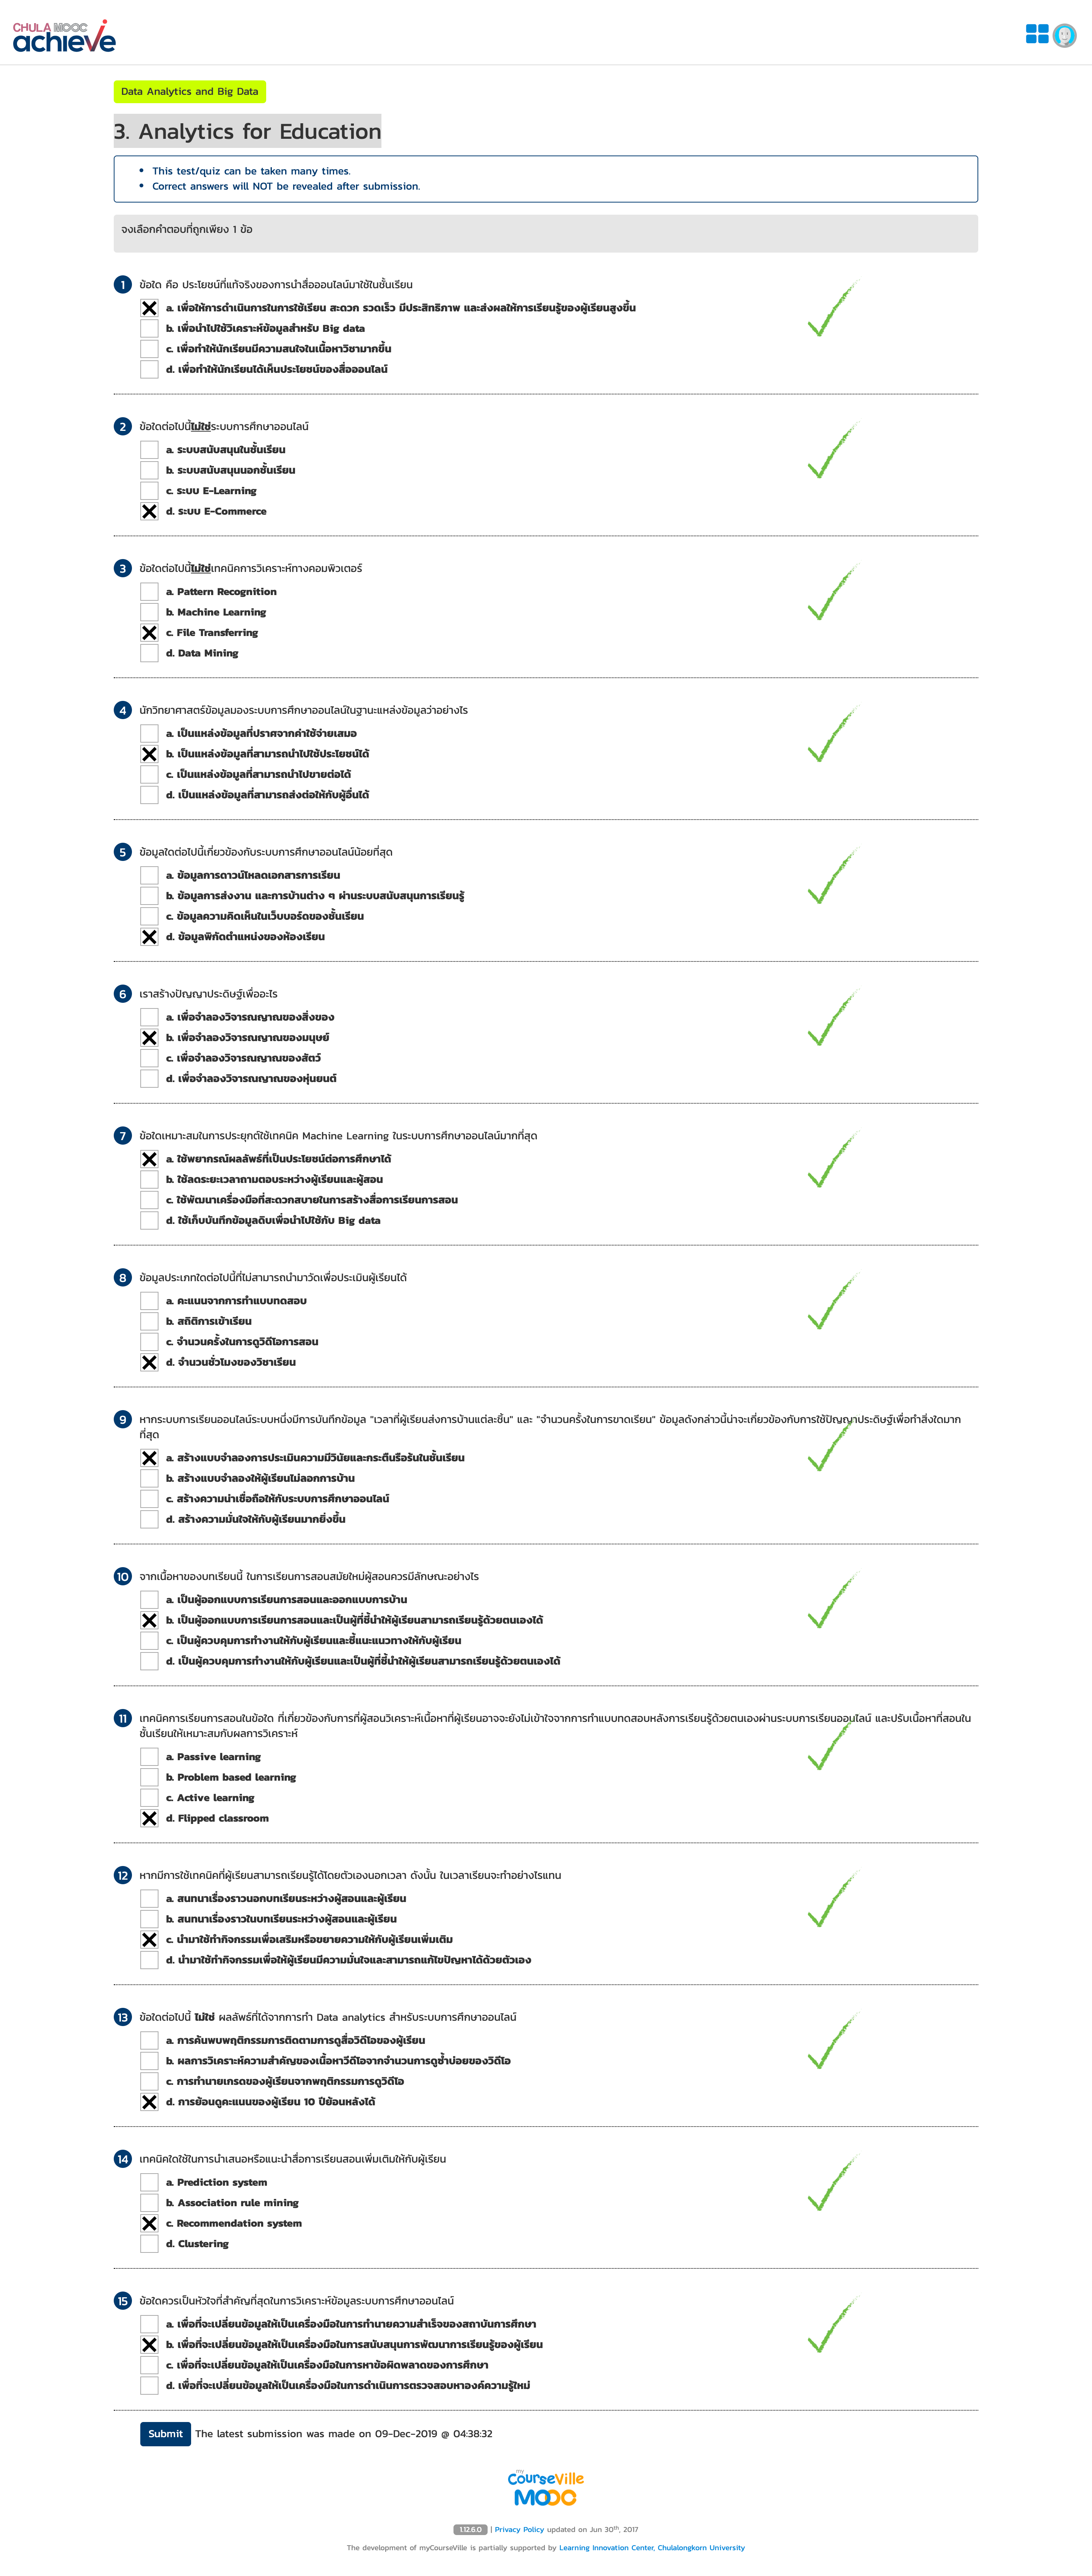 CHULA MOOC
achieve
Data Analytics and Big Data
3. Analytics for Education
This test/quiz can be taken many times.
Correct answers will NOT be revealed after submission.
จงเลือกคำตอบที่ถูกเพียง 1 ข้อ
1 ข้อใด คือ ประโยชน์ที่แท้จริงของการนำสื่อออนไลน์มาใช้ในชั้นเรียน
a. เพื่อให้การดำเนินการในการใช้เรียน สะดวก รวดเร็ว มีประสิทธิภาพ และส่งผลให้การเรียนรู้ของผู้เรียนสูงขึ้น
b. เพื่อนำไปใช้วิเคราะห์ข้อมูลสำหรับ Big data
c. เพื่อทำให้นักเรียนมีความสนใจในเนื้อหาวิชามากขึ้น
d. เพื่อทำให้นักเรียนได้เห็นประโยชน์ของสื่อออนไลน์
2 ข้อใดต่อไปนี้ไม่ใช่ระบบการศึกษาออนไลน์
a. ระบบสนับสนุนในชั้นเรียน
b. ระบบสนับสนุนนอกชั้นเรียน
c. ระบบ E-Learning
d. ระบบ E-Commerce
3 ข้อใดต่อไปนี้ไม่ใช่เทคนิคการวิเคราะห์ทางคอมพิวเตอร์
a. Pattern Recognition
b. Machine Learning
c. File Transferring
d. Data Mining
4 นักวิทยาศาสตร์ข้อมูลมองระบบการศึกษาออนไลน์ในฐานะแหล่งข้อมูลว่าอย่างไร
a. เป็นแหล่งข้อมูลที่ปราศจากค่าใช้จ่ายเสมอ
b. เป็นแหล่งข้อมูลที่สามารถนำไปใช้ประโยชน์ได้
c. เป็นแหล่งข้อมูลที่สามารถนำไปขายต่อได้
d. เป็นแหล่งข้อมูลที่สามารถส่งต่อให้กับผู้อื่นได้
5 ข้อมูลใดต่อไปนี้เกี่ยวข้องกับระบบการศึกษาออนไลน์น้อยที่สุด
a. ข้อมูลการดาวน์โหลดเอกสารการเรียน
b. ข้อมูลการส่งงาน และการบ้านต่าง ๆ ผ่านระบบสนับสนุนการเรียนรู้
c. ข้อมูลความคิดเห็นในเว็บบอร์ดของชั้นเรียน
d. ข้อมูลพิกัดตำแหน่งของห้องเรียน
6 เราสร้างปัญญาประดิษฐ์เพื่ออะไร
a. เพื่อจำลองวิจารณญาณของสิ่งของ
b. เพื่อจำลองวิจารณญาณของมนุษย์
c. เพื่อจำลองวิจารณญาณของสัตว์
d. เพื่อจำลองวิจารณญาณของหุ่นยนต์
7 ข้อใดเหมาะสมในการประยุกต์ใช้เทคนิค Machine Learning ในระบบการศึกษาออนไลน์มากที่สุด
a. ใช้พยากรณ์ผลลัพธ์ที่เป็นประโยชน์ต่อการศึกษาได้
b. ใช้ลดระยะเวลาถามตอบระหว่างผู้เรียนและผู้สอน
c. ใช้พัฒนาเครื่องมือที่สะดวกสบายในการสร้างสื่อการเรียนการสอน
d. ใช้เก็บบันทึกข้อมูลดิบเพื่อนำไปใช้กับ Big data
8 ข้อมูลประเภทใดต่อไปนี้ที่ไม่สามารถนำมาวัดเพื่อประเมินผู้เรียนได้
a. คะแนนจากการทำแบบทดสอบ
b. สถิติการเข้าเรียน
c. จำนวนครั้งในการดูวิดีโอการสอน
d. จำนวนชั่วโมงของวิชาเรียน
9 หากระบบการเรียนออนไลน์ระบบหนึ่งมีการบันทึกข้อมูล "เวลาที่ผู้เรียนส่งการบ้านแต่ละชิ้น" และ "จำนวนครั้งในการขาดเรียน" ข้อมูลดังกล่าวนี้น่าจะเกี่ยวข้องกับการใช้ปัญญาประดิษฐ์เพื่อทำสิ่งใดมาก
ที่สุด
a. สร้างแบบจำลองการประเมินความมีวินัยและกระตืนรือร้นในชั้นเรียน
b. สร้างแบบจำลองให้ผู้เรียนไม่ลอกการบ้าน
c. สร้างความน่าเชื่อถือให้กับระบบการศึกษาออนไลน์
d. สร้างความมั่นใจให้กับผู้เรียนมากยิ่งขึ้น
10 จากเนื้อหาของบทเรียนนี้ ในการเรียนการสอนสมัยใหม่ผู้สอนควรมีลักษณะอย่างไร
a. เป็นผู้ออกแบบการเรียนการสอนและออกแบบการบ้าน
b. เป็นผู้ออกแบบการเรียนการสอนและเป็นผู้ที่ชี้นำให้ผู้เรียนสามารถเรียนรู้ด้วยตนเองได้
c. เป็นผู้ควบคุมการทำงานให้กับผู้เรียนและชี้แนะแนวทางให้กับผู้เรียน
d. เป็นผู้ควบคุมการทำงานให้กับผู้เรียนและเป็นผู้ที่ชี้นำให้ผู้เรียนสามารถเรียนรู้ด้วยตนเองได้
11 เทคนิคการเรียนการสอนในข้อใด ที่เกี่ยวข้องกับการที่ผู้สอนวิเคราะห์เนื้อหาที่ผู้เรียนอาจจะยังไม่เข้าใจจากการทำแบบทดสอบหลังการเรียนรู้ด้วยตนเองผ่านระบบการเรียนออนไลน์ และปรับเนื้อหาที่สอนใน
ชั้นเรียนให้เหมาะสมกับผลการวิเคราะห์
a. Passive learning
b. Problem based learning
c. Active learning
d. Flipped classroom
12 หากมีการใช้เทคนิคที่ผู้เรียนสามารถเรียนรู้ได้โดยตัวเองนอกเวลา ดังนั้น ในเวลาเรียนจะทำอย่างไรแทน
a. สนทนาเรื่องราวนอกบทเรียนระหว่างผู้สอนและผู้เรียน
b. สนทนาเรื่องราวในบทเรียนระหว่างผู้สอนและผู้เรียน
c. นำมาใช้ทำกิจกรรมเพื่อเสริมหรือขยายความให้กับผู้เรียนเพิ่มเติม
d. นำมาใช้ทำกิจกรรมเพื่อให้ผู้เรียนมีความมั่นใจและสามารถแก้ไขปัญหาได้ด้วยตัวเอง
13 ข้อใดต่อไปนี้ ไม่ใช่ ผลลัพธ์ที่ได้จากการทำ Data analytics สำหรับระบบการศึกษาออนไลน์
a. การค้นพบพฤติกรรมการติดตามการดูสื่อวิดีโอของผู้เรียน
b. ผลการวิเคราะห์ความสำคัญของเนื้อหาวีดีโอจากจำนวนการดูซ้ำบ่อยของวิดีโอ
c. การทำนายเกรดของผู้เรียนจากพฤติกรรมการดูวิดีโอ
d. การย้อนดูคะแนนของผู้เรียน 10 ปีย้อนหลังได้
14 เทคนิคใดใช้ในการนำเสนอหรือแนะนำสื่อการเรียนสอนเพิ่มเติมให้กับผู้เรียน
a. Prediction system
b. Association rule mining
c. Recommendation system
d. Clustering
15 ข้อใดควรเป็นหัวใจที่สำคัญที่สุดในการวิเคราะห์ข้อมูลระบบการศึกษาออนไลน์
a. เพื่อที่จะเปลี่ยนข้อมูลให้เป็นเครื่องมือในการทำนายความสำเร็จของสถาบันการศึกษา
b. เพื่อที่จะเปลี่ยนข้อมูลให้เป็นเครื่องมือในการสนับสนุนการพัฒนาการเรียนรู้ของผู้เรียน
c. เพื่อที่จะเปลี่ยนข้อมูลให้เป็นเครื่องมือในการหาข้อผิดพลาดของการศึกษา
d. เพื่อที่จะเปลี่ยนข้อมูลให้เป็นเครื่องมือในการดำเนินการตรวจสอบหาองค์ความรู้ใหม่
Submit The latest submission was made on 09-Dec-2019 @ 04:38:32
my
CourseVille
MOOC
1.12.6.0 | Privacy Policy updated on Jun 30th, 2017
The development of myCourseVille is partially supported by Learning Innovation Center, Chulalongkorn University